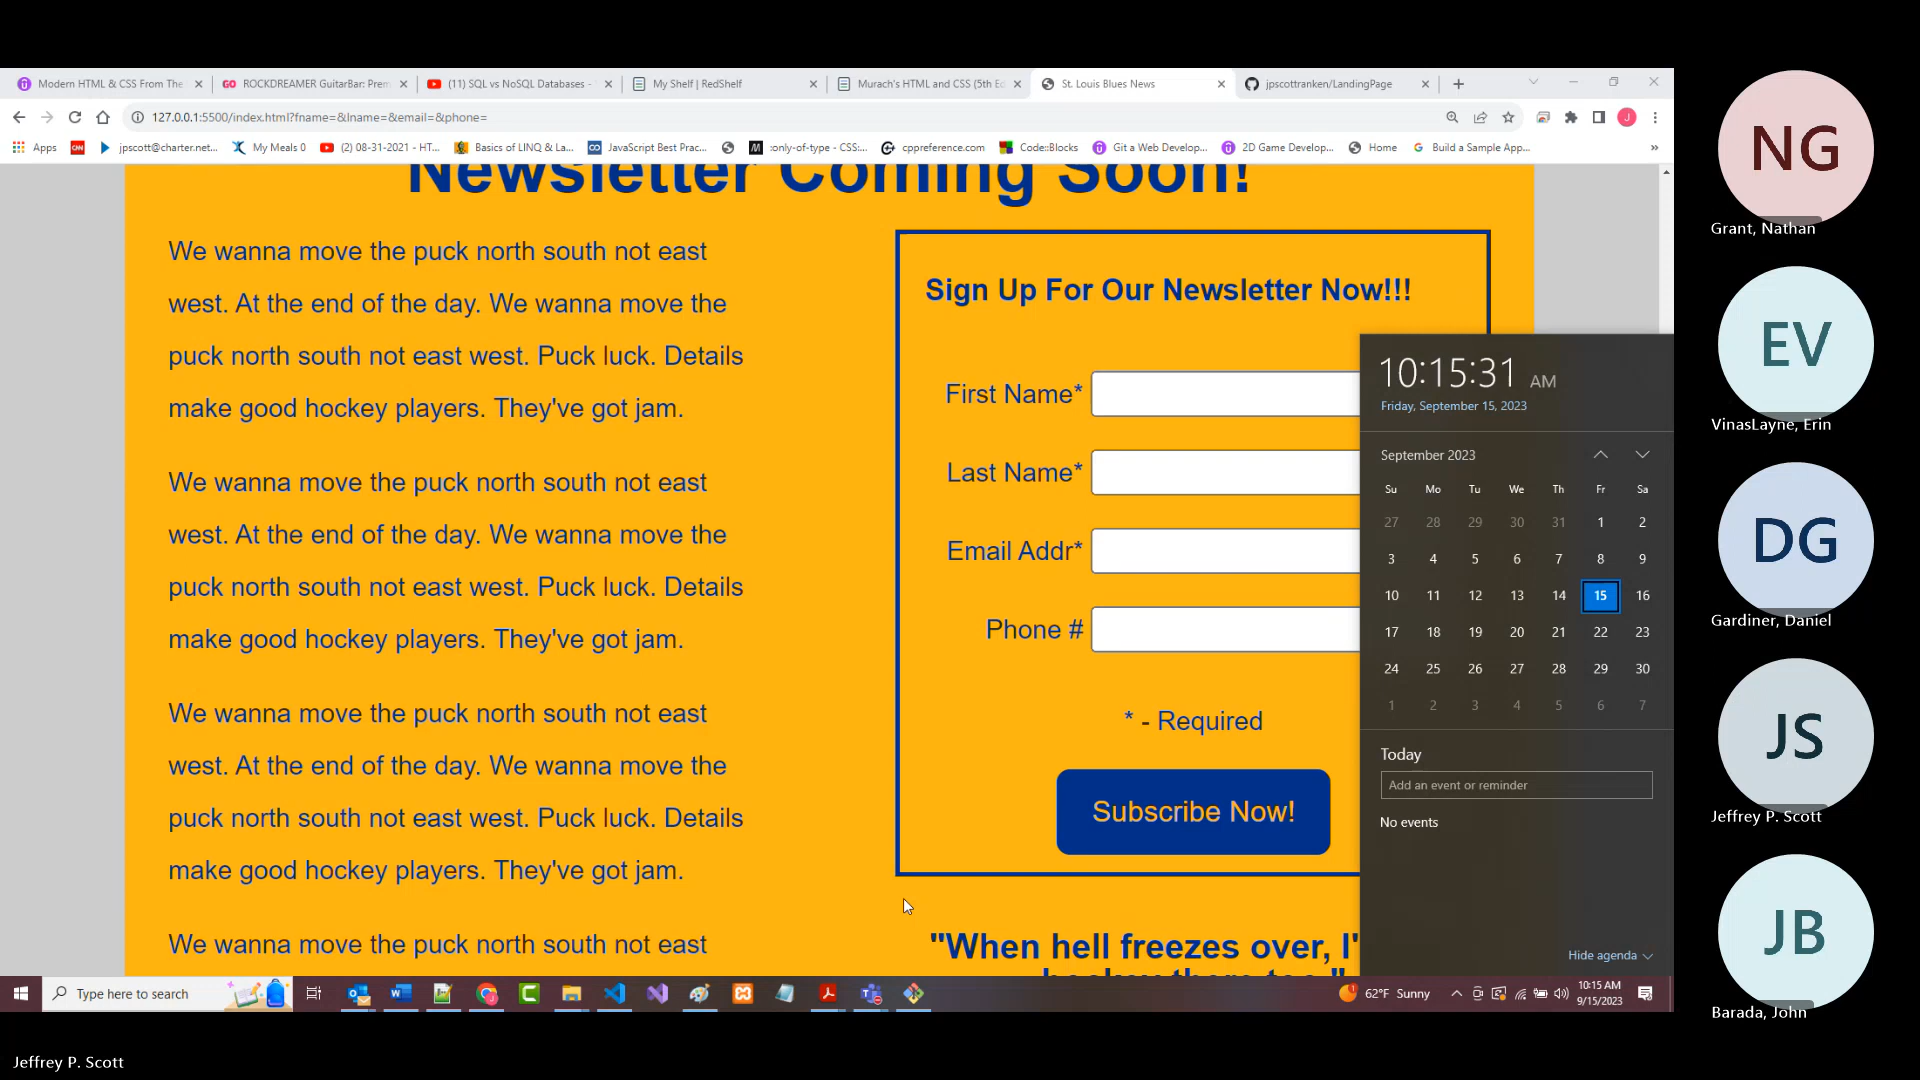 Modern HTML & CSS From The
ROCKDREAMER GuitarBar: Prem
(11) SQL vs NoSQL Databases -
My Shelf | RedShelf
Murach's HTML and CSS (5th Ed
St. Louis Blues News
jpscottranken/LandingPage
127.0.0.1:5500/index.html?fname=&lname=&email=&phone=
J
Apps
CNN
jpscott@charter.net...
My Meals 0
(2) 08-31-2021 - HT...
Basics of LINQ & La...
JavaScript Best Prac...
:only-of-type - CSS:...
cppreference.com
Code::Blocks
Git a Web Develop...
2D Game Develop...
Home
Build a Sample App...
Newsletter Coming Soon!
We wanna move the puck north south not east
west. At the end of the day. We wanna move the
puck north south not east west. Puck luck. Details
make good hockey players. They've got jam.
We wanna move the puck north south not east
west. At the end of the day. We wanna move the
puck north south not east west. Puck luck. Details
make good hockey players. They've got jam.
We wanna move the puck north south not east
west. At the end of the day. We wanna move the
puck north south not east west. Puck luck. Details
make good hockey players. They've got jam.
We wanna move the puck north south not east
Sign Up For Our Newsletter Now!!!
First Name*
Last Name*
Email Addr*
Phone #
* - Required
Subscribe Now!
"When hell freezes over, I'
hockey there too."
10:15:31 AM
Friday, September 15, 2023
September 2023
Su Mo Tu We Th Fr Sa
27 28 29 30 31 1 2
3 4 5 6 7 8 9
10 11 12 13 14 15 16
17 18 19 20 21 22 23
24 25 26 27 28 29 30
1 2 3 4 5 6 7
Today
Add an event or reminder
No events
Hide agenda
Type here to search
62°F Sunny
10:15 AM
9/15/2023
NG
Grant, Nathan
EV
VinasLayne, Erin
DG
Gardiner, Daniel
JS
Jeffrey P. Scott
JB
Barada, John
Jeffrey P. Scott